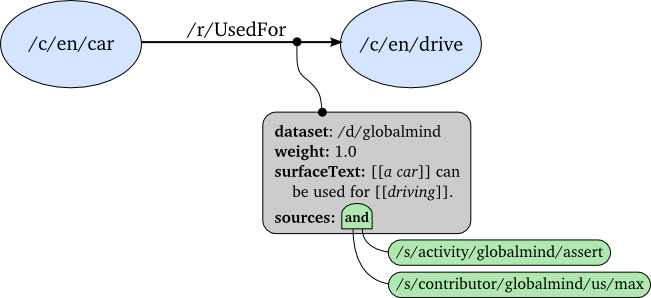 /c/en/car
/r/UsedFor
/c/en/drive
dataset: /d/globalmind
weight: 1.0
surfaceText: [[a car]] can
be used for [[driving]].
sources: and
/s/activity/globalmind/assert
/s/contributor/globalmind/us/max